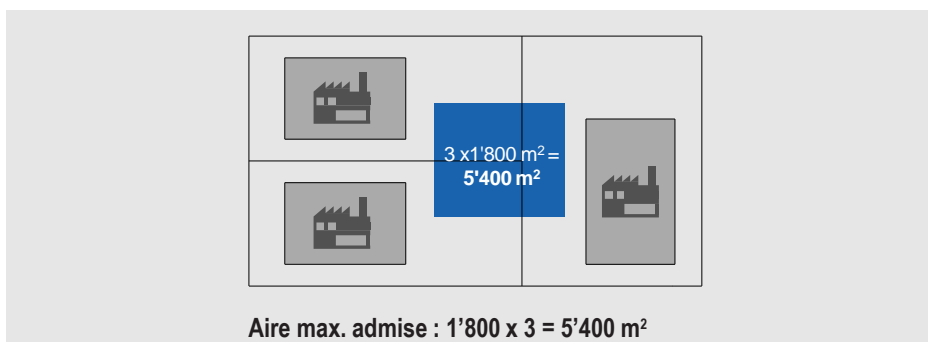 3 x1'800 m² =
5'400 m²
Aire max. admise : 1’800 x 3 = 5’400 m²